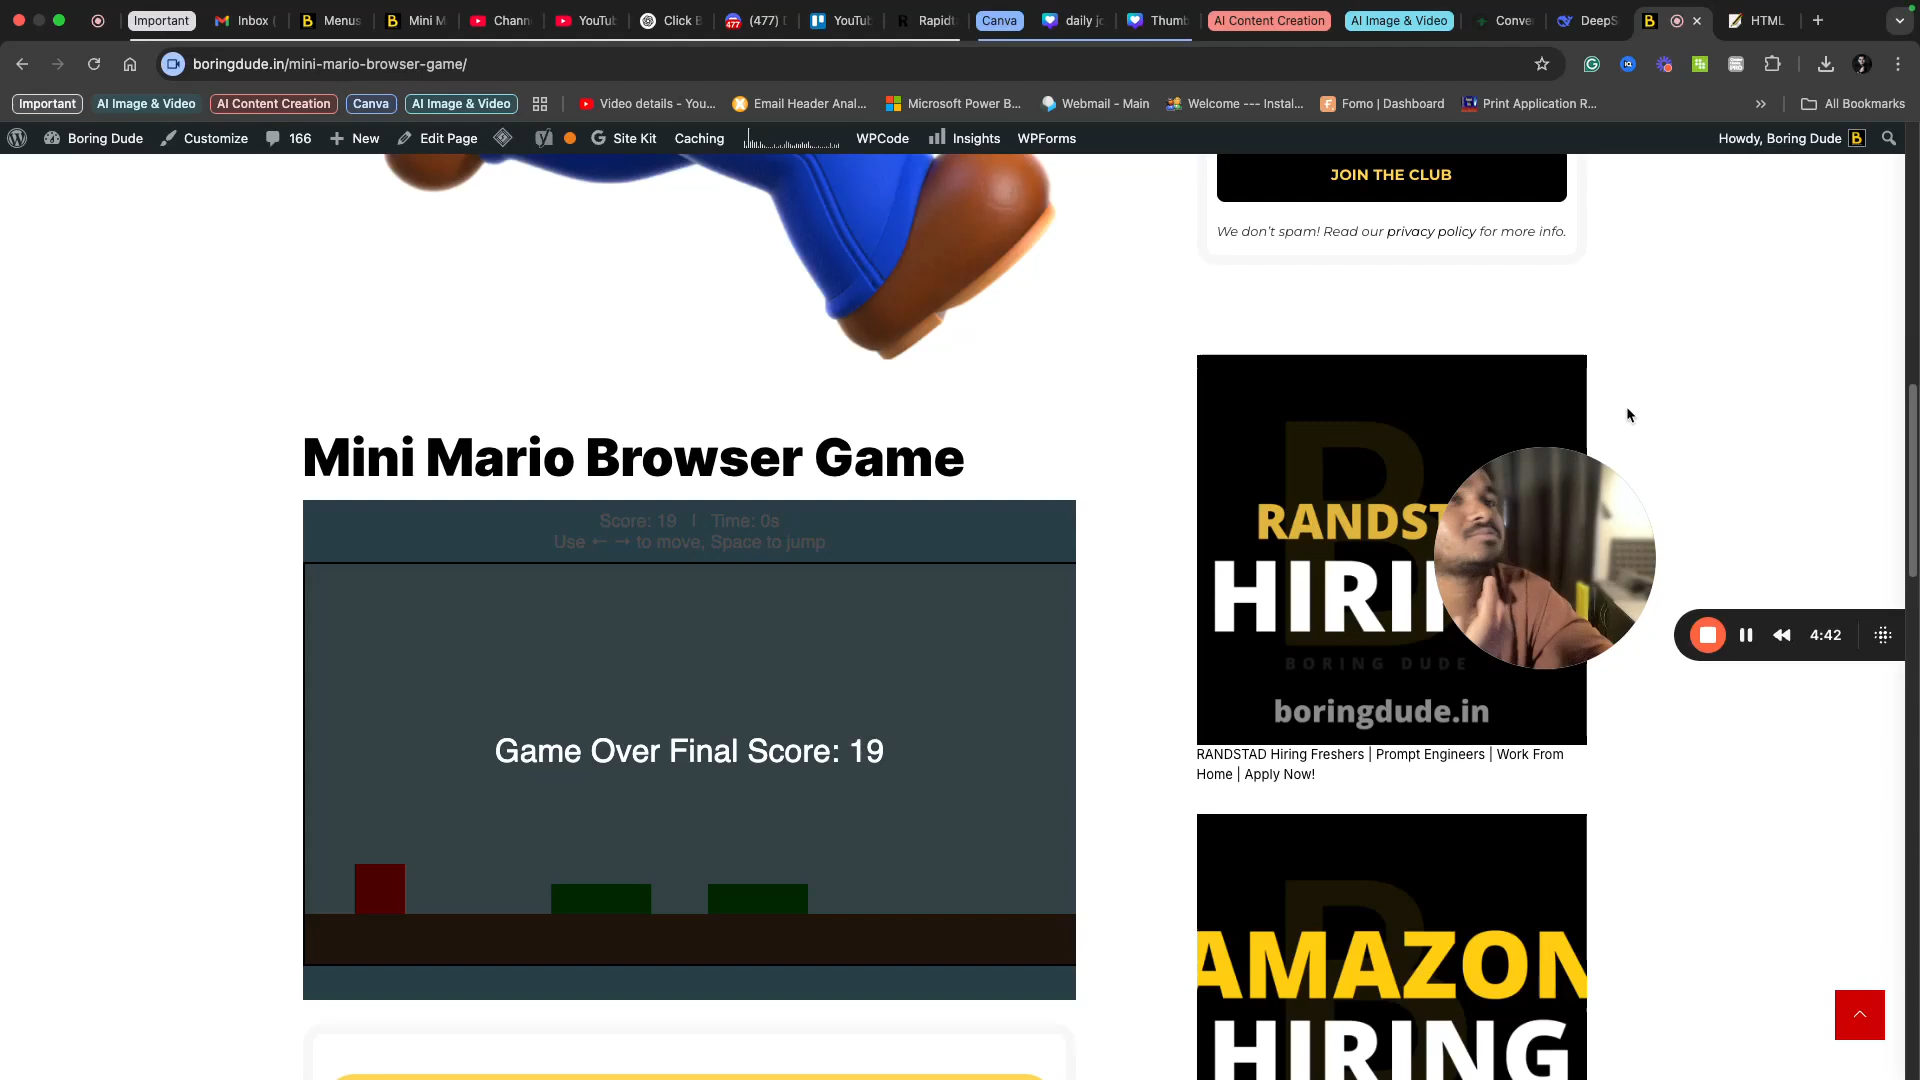 Important
Inbox (
Menus
Mini M
Chann
YouTu
Click B
(477)
YouTu
Rapidt
Canva
daily jo
Thumb
AI Content Creation
AI Image & Video
Conve
DeepS
HTML
boringdude.in/mini-mario-browser-game/
Important
AI Image & Video
AI Content Creation
Canva
AI Image & Video
Video details - You...
Email Header Anal...
Microsoft Power B...
Webmail - Main
Welcome --- Instal...
Fomo | Dashboard
Print Application R...
All Bookmarks
Boring Dude
Customize
166
New
Edit Page
Site Kit
Caching
WPCode
Insights
WPForms
Howdy, Boring Dude
JOIN THE CLUB
We don't spam! Read our privacy policy for more info.
Mini Mario Browser Game
Score: 19 | Time: 0s
Use ← → to move, Space to jump
Game Over Final Score: 19
RANDST
HIRI
BORING DUDE
boringdude.in
RANDSTAD Hiring Freshers | Prompt Engineers | Work From
Home | Apply Now!
4:42
AMAZON
HIRING